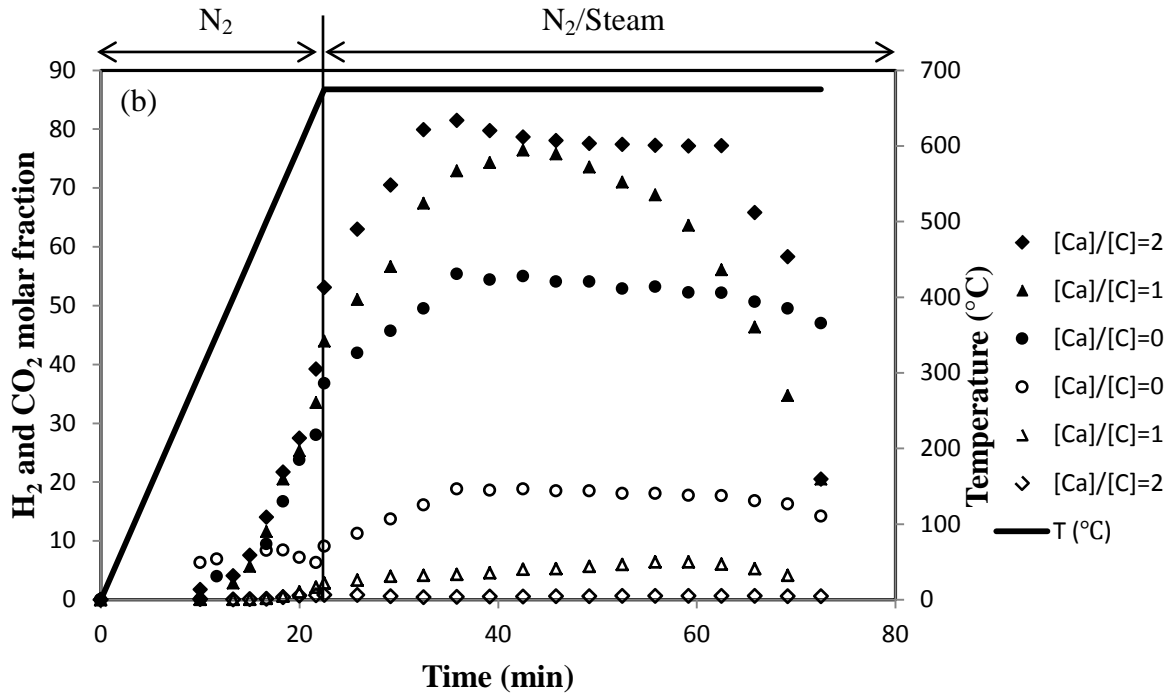 N2
N2/Steam
(b)
90
80
70
60
50
40
30
20
10
0
H2 and CO2 molar fraction
700
600
500
400
300
200
100
0
Temperature (°C)
0
20
40
60
80
Time (min)
[Ca]/[C]=2
[Ca]/[C]=1
[Ca]/[C]=0
[Ca]/[C]=0
[Ca]/[C]=1
[Ca]/[C]=2
T (°C)